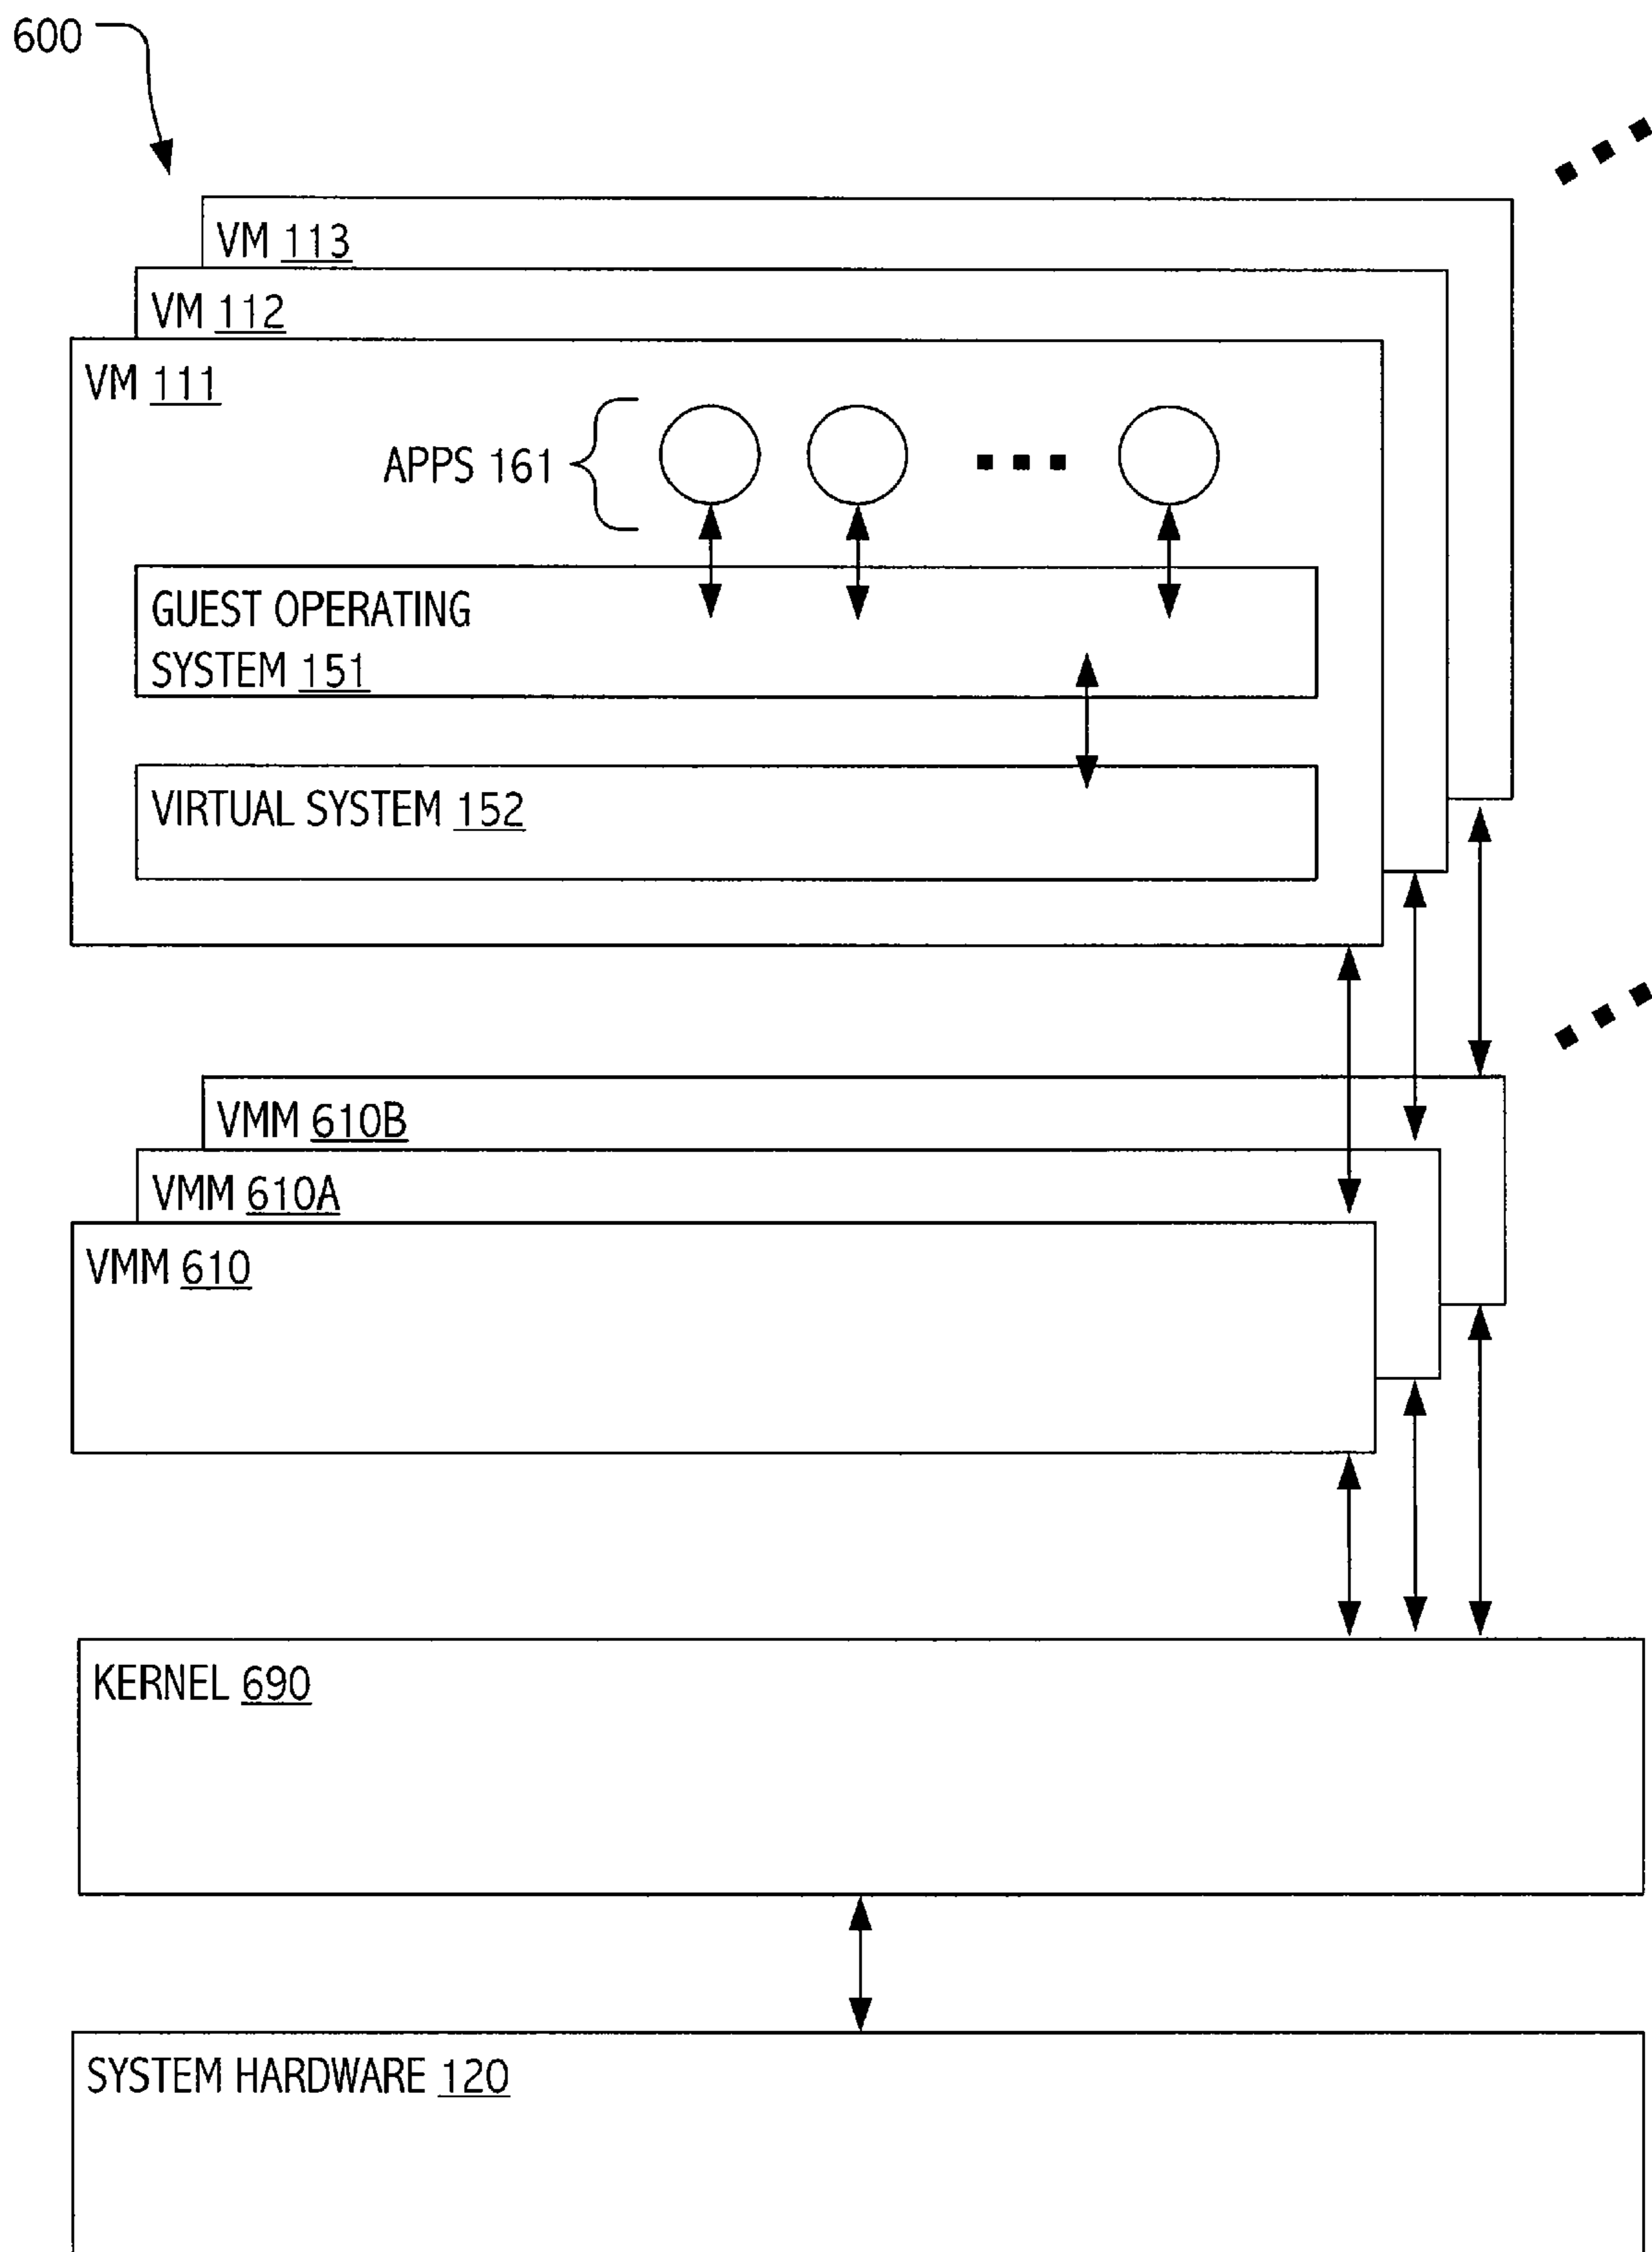 600
VM 113
VM 112
VM 111
APPS 161
GUEST OPERATING
SYSTEM 151
VIRTUAL SYSTEM 152
VMM 610B
VMM 610A
VMM 610
KERNEL 690
SYSTEM HARDWARE 120